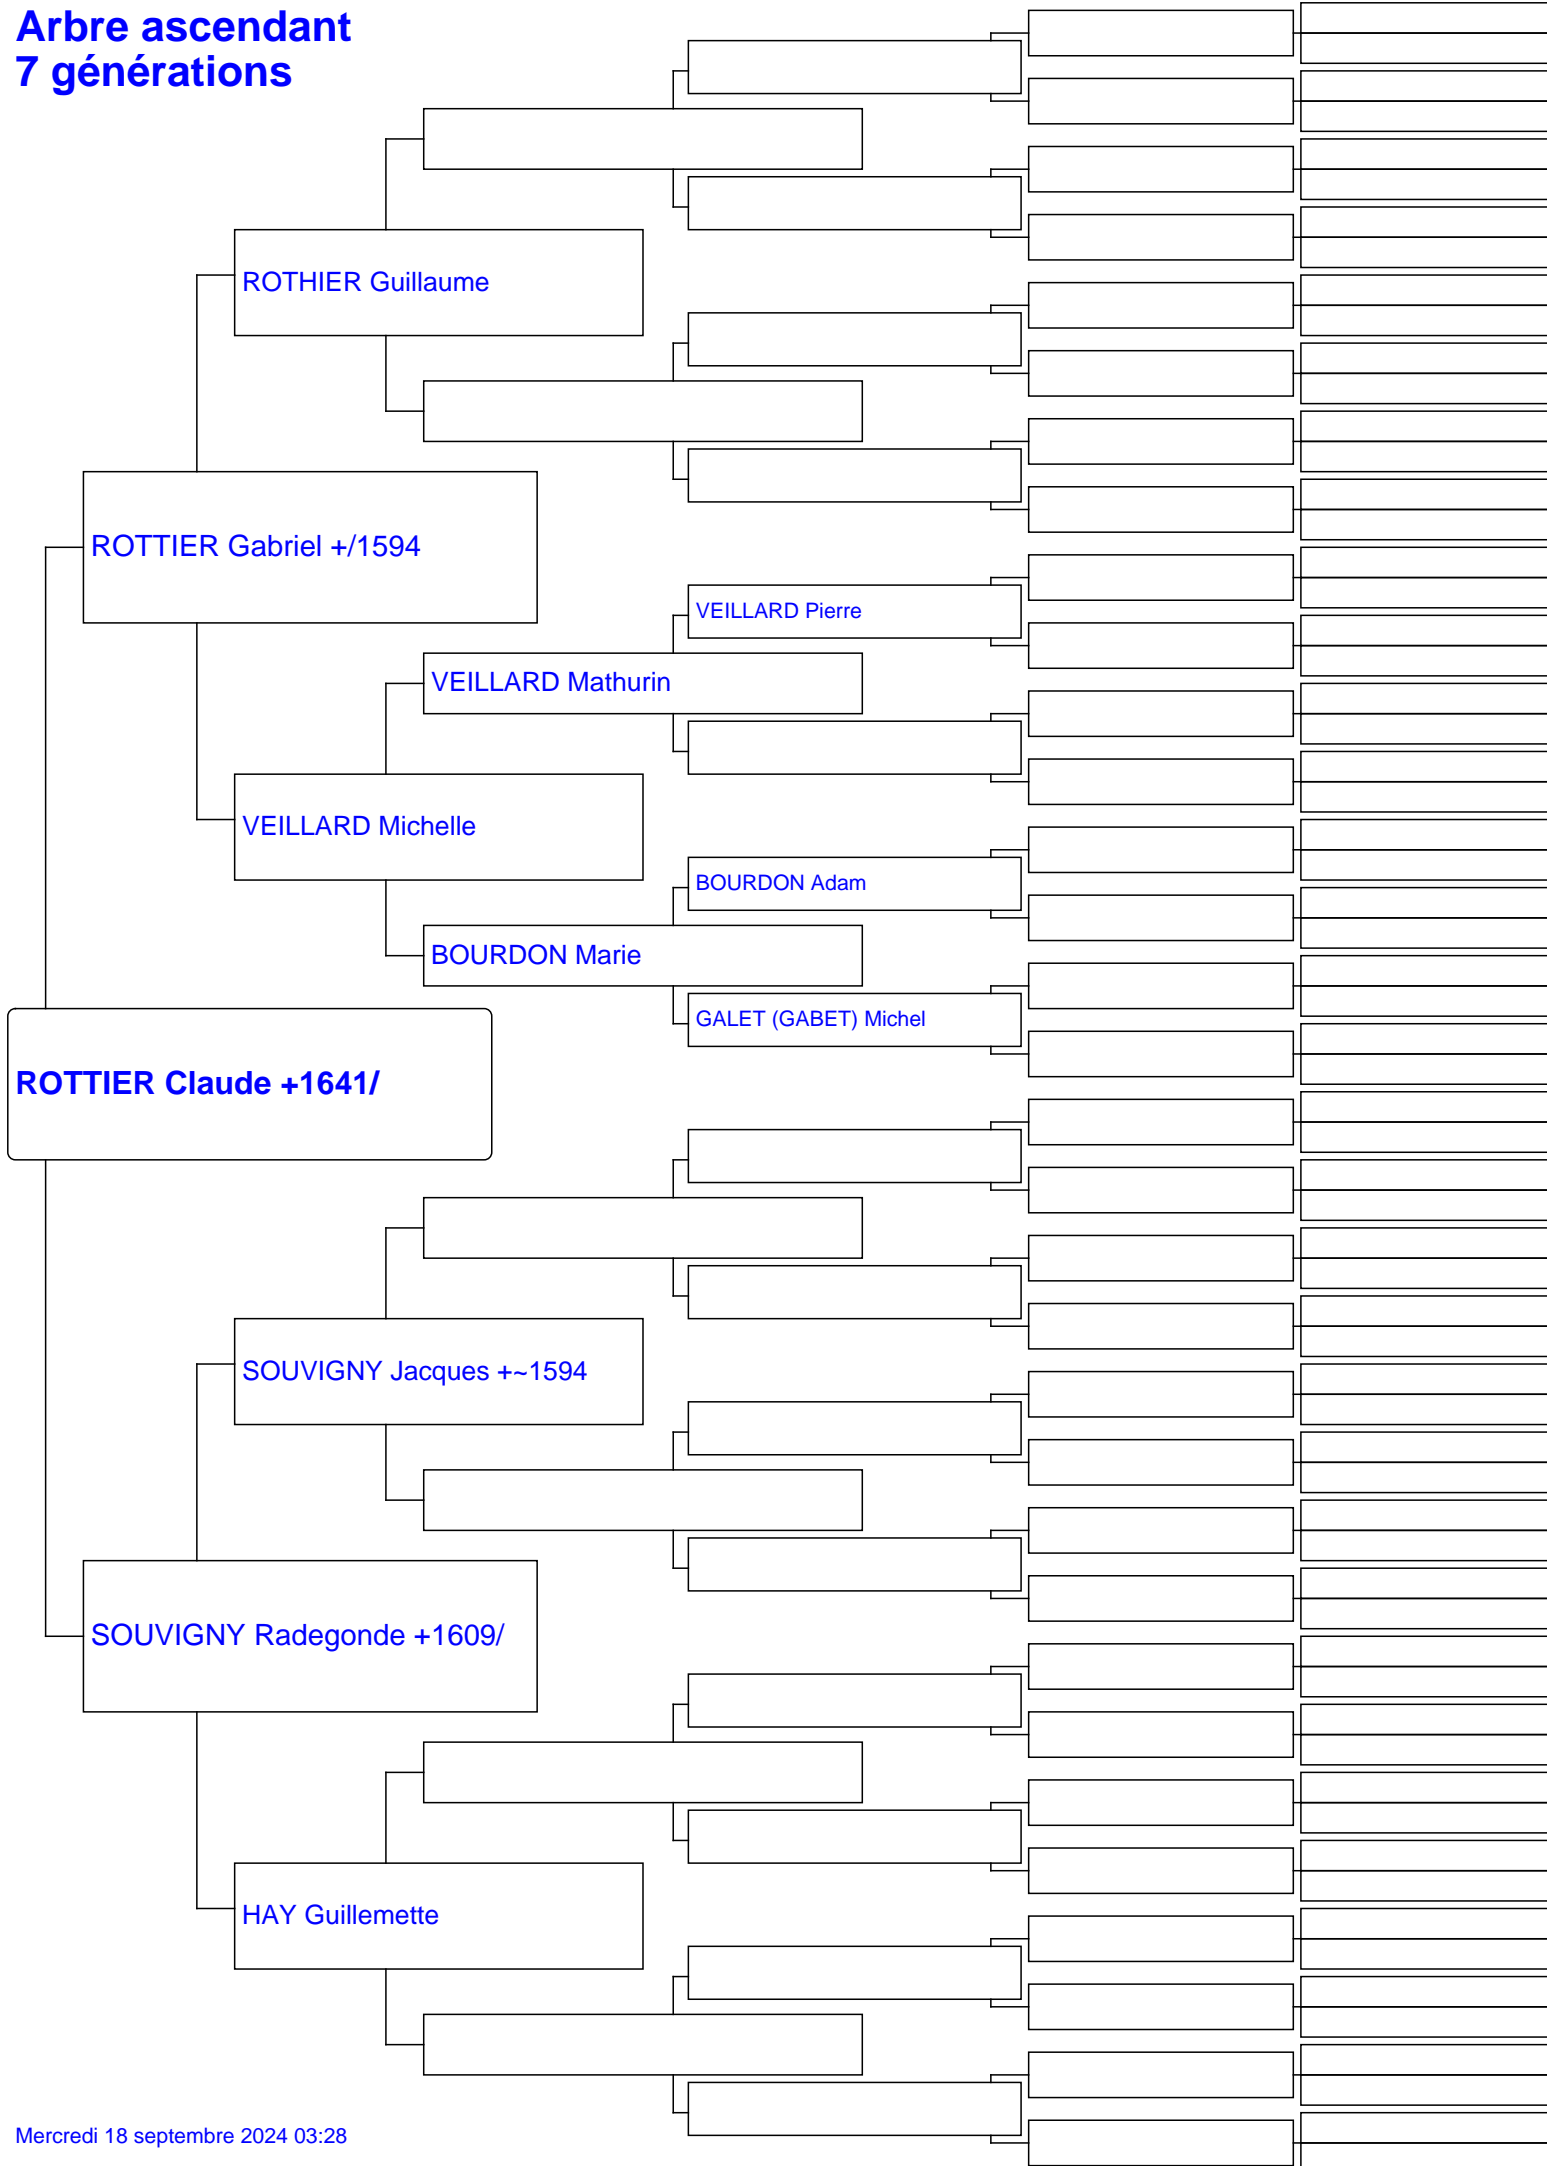 Arbre ascendant
7 générations
ROTHIER Guillaume
ROTTIER Gabriel +/1594
VEILLARD Pierre
VEILLARD Mathurin
VEILLARD Michelle
BOURDON Adam
BOURDON Marie
GALET (GABET) Michel
ROTTIER Claude +1641/
SOUVIGNY Jacques +~1594
SOUVIGNY Radegonde +1609/
HAY Guillemette
Mercredi 18 septembre 2024 03:28